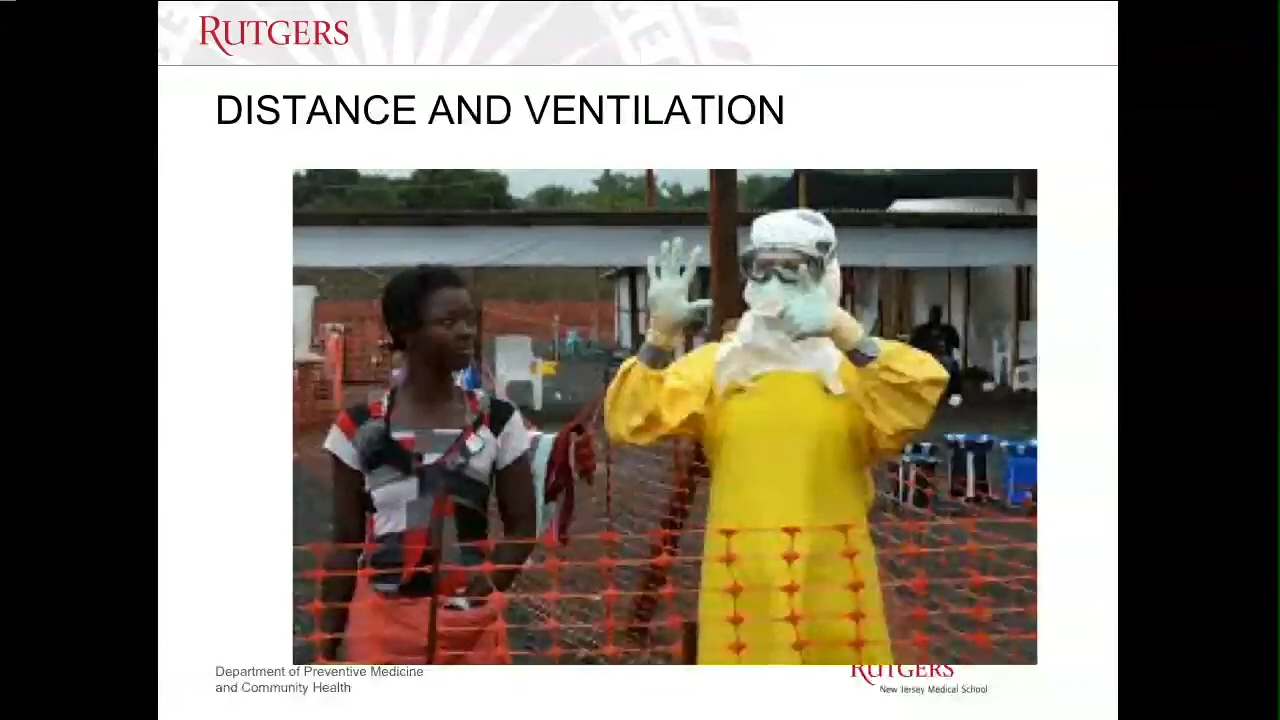 RUTGERS
DISTANCE AND VENTILATION
Department of Preventive Medicine
and Community Health
RUTGERS
New Jersey Medical School